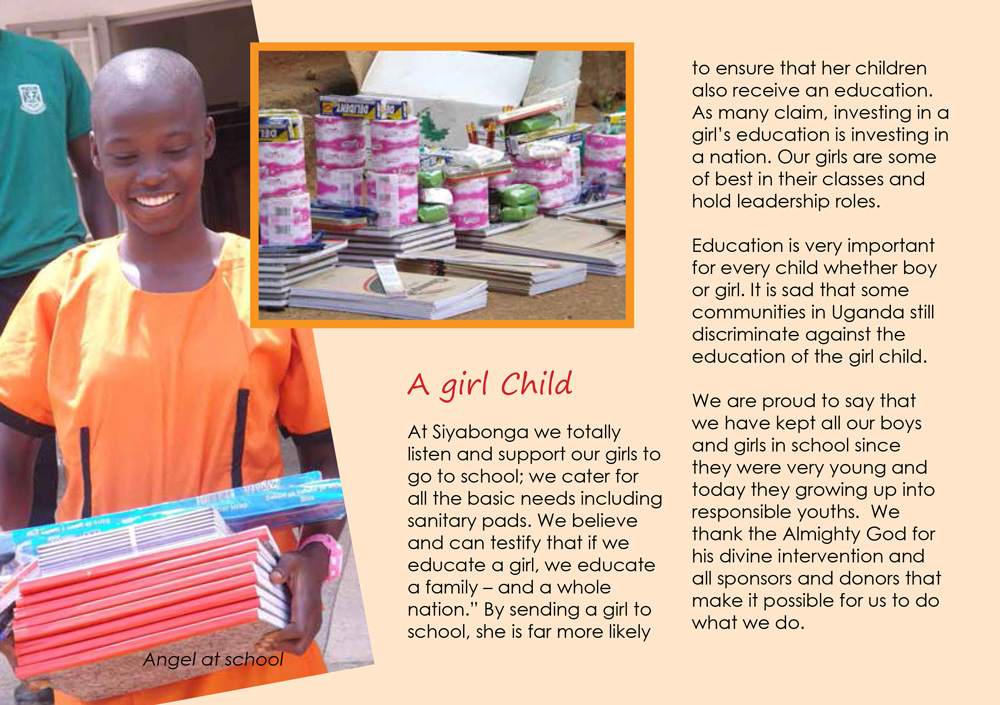 DELIDENT
DELIDENT
A girl Child
At Siyabonga we totally
listen and support our girls to
go to school; we cater for
all the basic needs including
sanitary pads. We believe
and can testify that if we
educate a girl, we educate
a family – and a whole
nation.” By sending a girl to
school, she is far more likely
to ensure that her children
also receive an education.
As many claim, investing in a
girl’s education is investing in
a nation. Our girls are some
of best in their classes and
hold leadership roles.
Education is very important
for every child whether boy
or girl. It is sad that some
communities in Uganda still
discriminate against the
education of the girl child.
We are proud to say that
we have kept all our boys
and girls in school since
they were very young and
today they growing up into
responsible youths.  We
thank the Almighty God for
his divine intervention and
all sponsors and donors that
make it possible for us to do
what we do.
Angel at school